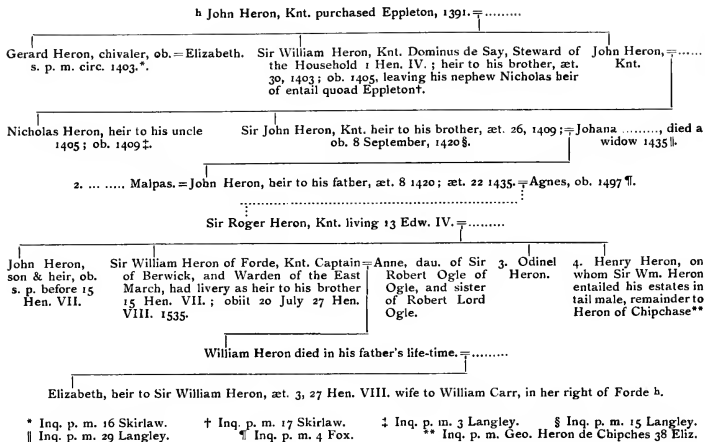 h John Heron, Knt. purchased Eppleton, 1391.=.........
Gerard Heron, chivaler, ob.=Elizabeth.
s. p. m. circ. 1403.*.
Sir William Heron, Knt. Dominus de Say, Steward of
the Household 1 Hen. IV. ; heir to his brother, æt.
30, 1403 ; ob. 1405, leaving his nephew Nicholas heir
of entail quoad Eppleton†.
John Heron,=......
Knt.
Nicholas Heron, heir to his uncle
1405 ; ob. 1409‡.
Sir John Heron, Knt. heir to his brother, æt. 26, 1409 ;=Johana ........., died a
ob. 8 September, 1420§.
widow 1435‖.
2. ... ......, Malpas.=John Heron, heir to his father, æt. 8 1420 ; æt. 22 1435.=Agnes, ob. 1497¶.
Sir Roger Heron, Knt. living 13 Edw. IV.=.........
John Heron,
son & heir, ob.
s. p. before 15
Hen. VII.
Sir William Heron of Forde, Knt. Captain=
of Berwick, and Warden of the East
March, had livery as heir to his brother
15 Hen. VII. ; obiit 20 July 27 Hen.
VIII. 1535.
Anne, dau. of Sir
Robert Ogle of
Ogle, and sister
of Robert Lord
Ogle.
3. Odinel
Heron.
4. Henry Heron, on
whom Sir Wm. Heron
entailed his estates in
tail male, remainder to
Heron of Chipchase**
William Heron died in his father's life-time.=.........
Elizabeth, heir to Sir William Heron, æt. 3, 27 Hen. VIII. wife to William Carr, in her right of Forde h.
* Inq. p. m. 16 Skirlaw. † Inq. p. m. 17 Skirlaw. ‡ Inq. p. m. 3 Langley. § Inq. p. m. 15 Langley.
‖ Inq. p. m. 29 Langley. ¶ Inq. p. m. 4 Fox. ** Inq. p. m. Geo. Heron de Chipches 38 Eliz.